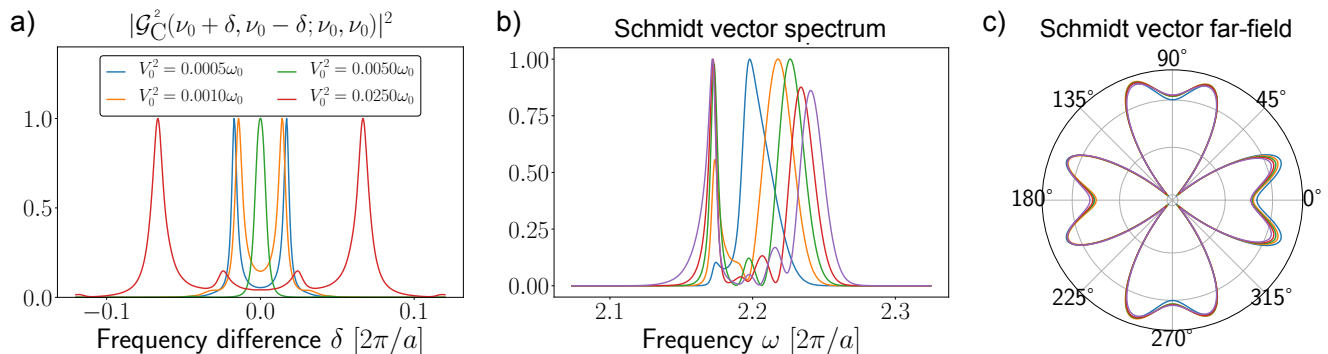 a)
|𝒢_C^2(ν_0 + δ, ν_0 − δ; ν_0, ν_0)|^2
V_0^2 = 0.0005ω_0
V_0^2 = 0.0010ω_0
V_0^2 = 0.0050ω_0
V_0^2 = 0.0250ω_0
1.0
0.5
0.0
−0.1
0.0
0.1
Frequency difference δ [2π/a]
b)
Schmidt vector spectrum
1.00
0.75
0.50
0.25
0.00
2.1
2.2
2.3
Frequency ω [2π/a]
c)
Schmidt vector far-field
90°
135°
45°
180°
0°
225°
315°
270°